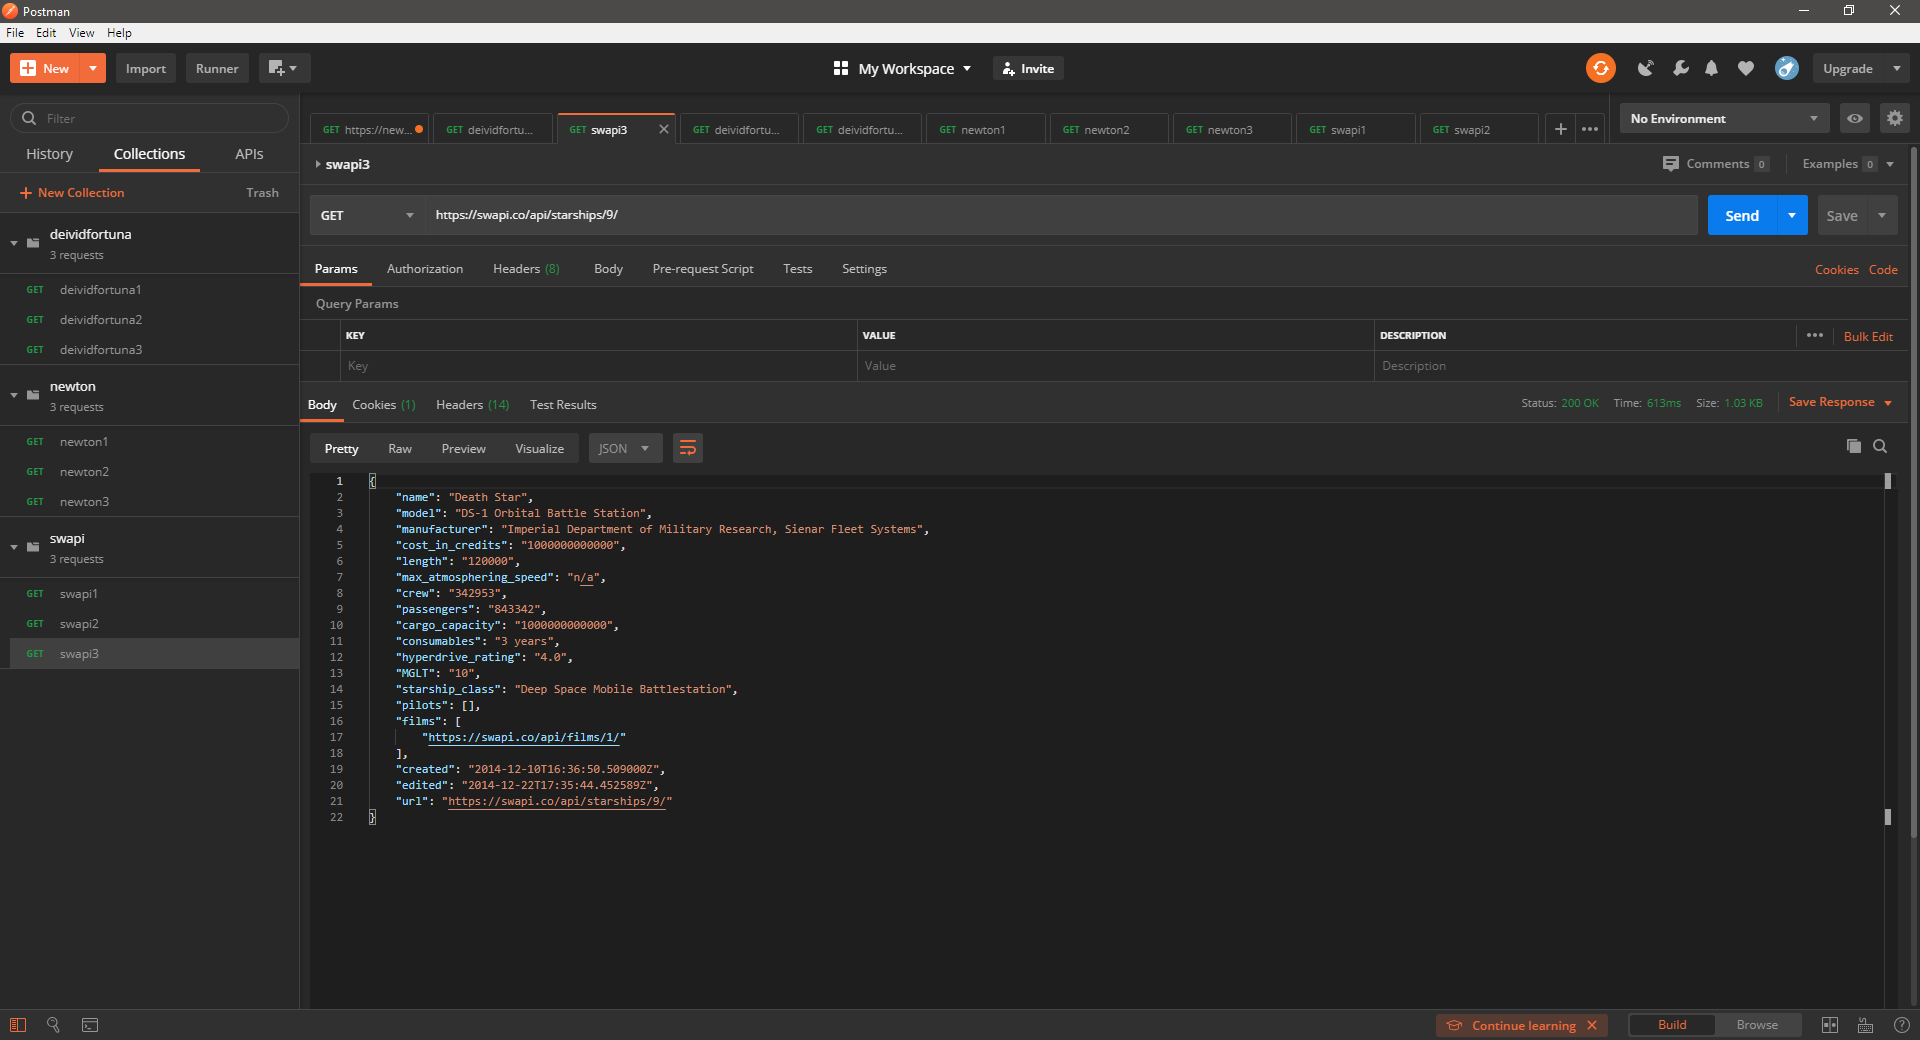 Postman
File Edit View Help
New Import Runner My Workspace Invite Upgrade
Filter
History Collections APIs
New Collection Trash
deividfortuna
3 requests
GET deividfortuna1
GET deividfortuna2
GET deividfortuna3
newton
3 requests
GET newton1
GET newton2
GET newton3
swapi
3 requests
GET swapi1
GET swapi2
GET swapi3
GET https://new... GET deividfortu... GET swapi3 GET deividfortu... GET deividfortu... GET newton1 GET newton2 GET newton3 GET swapi1 GET swapi2 No Environment
swapi3 Comments 0 Examples 0
GET https://swapi.co/api/starships/9/ Send Save
Params Authorization Headers (8) Body Pre-request Script Tests Settings Cookies Code
Query Params
KEY VALUE DESCRIPTION Bulk Edit
Key Value Description
Body Cookies (1) Headers (14) Test Results Status: 200 OK Time: 613ms Size: 1.03 KB Save Response
Pretty Raw Preview Visualize JSON
1 {
2 "name": "Death Star",
3 "model": "DS-1 Orbital Battle Station",
4 "manufacturer": "Imperial Department of Military Research, Sienar Fleet Systems",
5 "cost_in_credits": "1000000000000",
6 "length": "120000",
7 "max_atmosphering_speed": "n/a",
8 "crew": "342953",
9 "passengers": "843342",
10 "cargo_capacity": "1000000000000",
11 "consumables": "3 years",
12 "hyperdrive_rating": "4.0",
13 "MGLT": "10",
14 "starship_class": "Deep Space Mobile Battlestation",
15 "pilots": [],
16 "films": [
17 "https://swapi.co/api/films/1/"
18 ],
19 "created": "2014-12-10T16:36:50.509000Z",
20 "edited": "2014-12-22T17:35:44.452589Z",
21 "url": "https://swapi.co/api/starships/9/"
22 }
Continue learning Build Browse